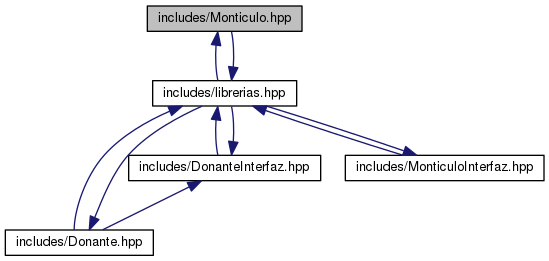 includes/Monticulo.hpp
includes/librerias.hpp
includes/DonanteInterfaz.hpp
includes/MonticuloInterfaz.hpp
includes/Donante.hpp